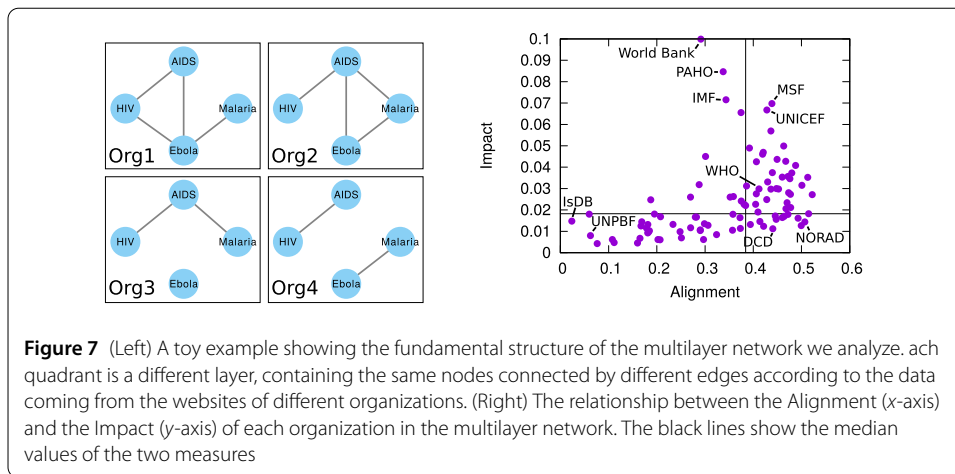 AIDS
HIV
Malaria
Ebola
Org1
AIDS
HIV
Malaria
Ebola
Org2
AIDS
HIV
Malaria
Ebola
Org3
AIDS
HIV
Malaria
Ebola
Org4
0.1
0.09
0.08
0.07
0.06
0.05
0.04
0.03
0.02
0.01
0
Impact
World Bank
PAHO
IMF
MSF
UNICEF
WHO
IsDB
UNPBF
DCD
NORAD
0 0.1 0.2 0.3 0.4 0.5 0.6
Alignment
Figure 7 (Left) A toy example showing the fundamental structure of the multilayer network we analyze. ach
quadrant is a different layer, containing the same nodes connected by different edges according to the data
coming from the websites of different organizations. (Right) The relationship between the Alignment (x-axis)
and the Impact (y-axis) of each organization in the multilayer network. The black lines show the median
values of the two measures